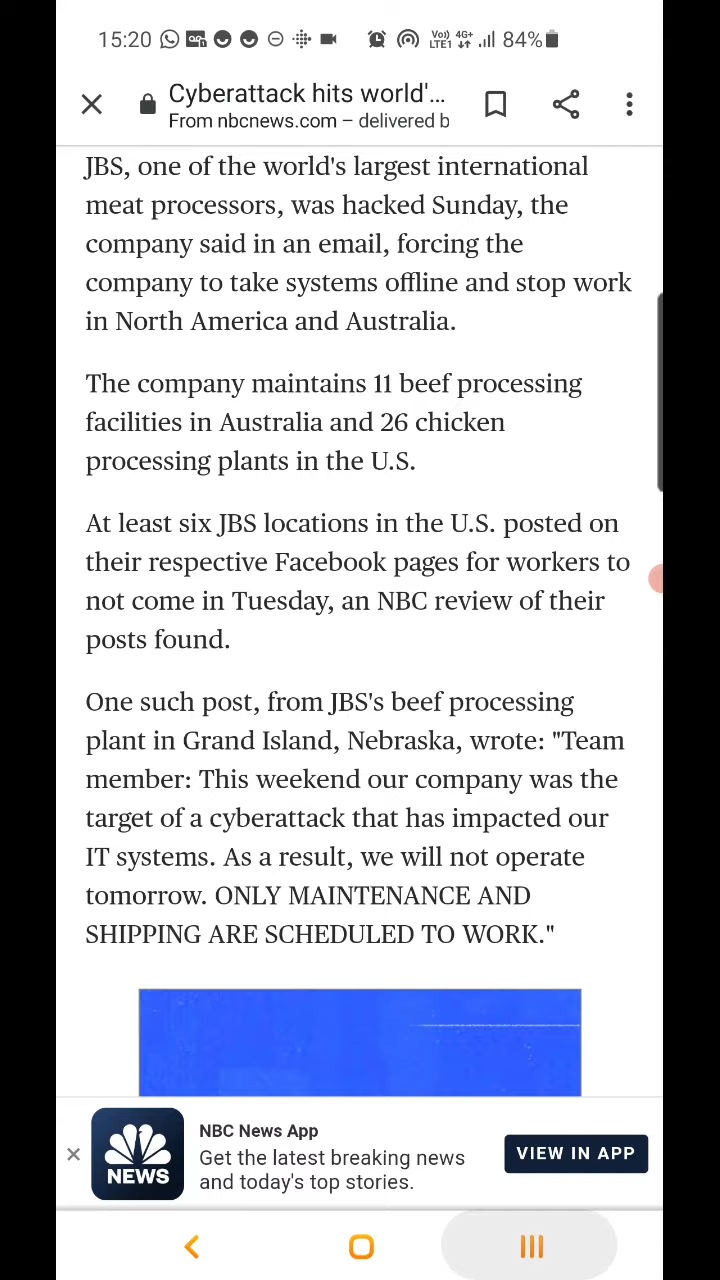 15:20 Vo)) 4G+ LTE1 84%
Cyberattack hits world'...
From nbcnews.com – delivered b
JBS, one of the world's largest international
meat processors, was hacked Sunday, the
company said in an email, forcing the
company to take systems offline and stop work
in North America and Australia.
The company maintains 11 beef processing
facilities in Australia and 26 chicken
processing plants in the U.S.
At least six JBS locations in the U.S. posted on
their respective Facebook pages for workers to
not come in Tuesday, an NBC review of their
posts found.
One such post, from JBS's beef processing
plant in Grand Island, Nebraska, wrote: "Team
member: This weekend our company was the
target of a cyberattack that has impacted our
IT systems. As a result, we will not operate
tomorrow. ONLY MAINTENANCE AND
SHIPPING ARE SCHEDULED TO WORK."
NBC News App
Get the latest breaking news
and today's top stories.
NEWS
VIEW IN APP